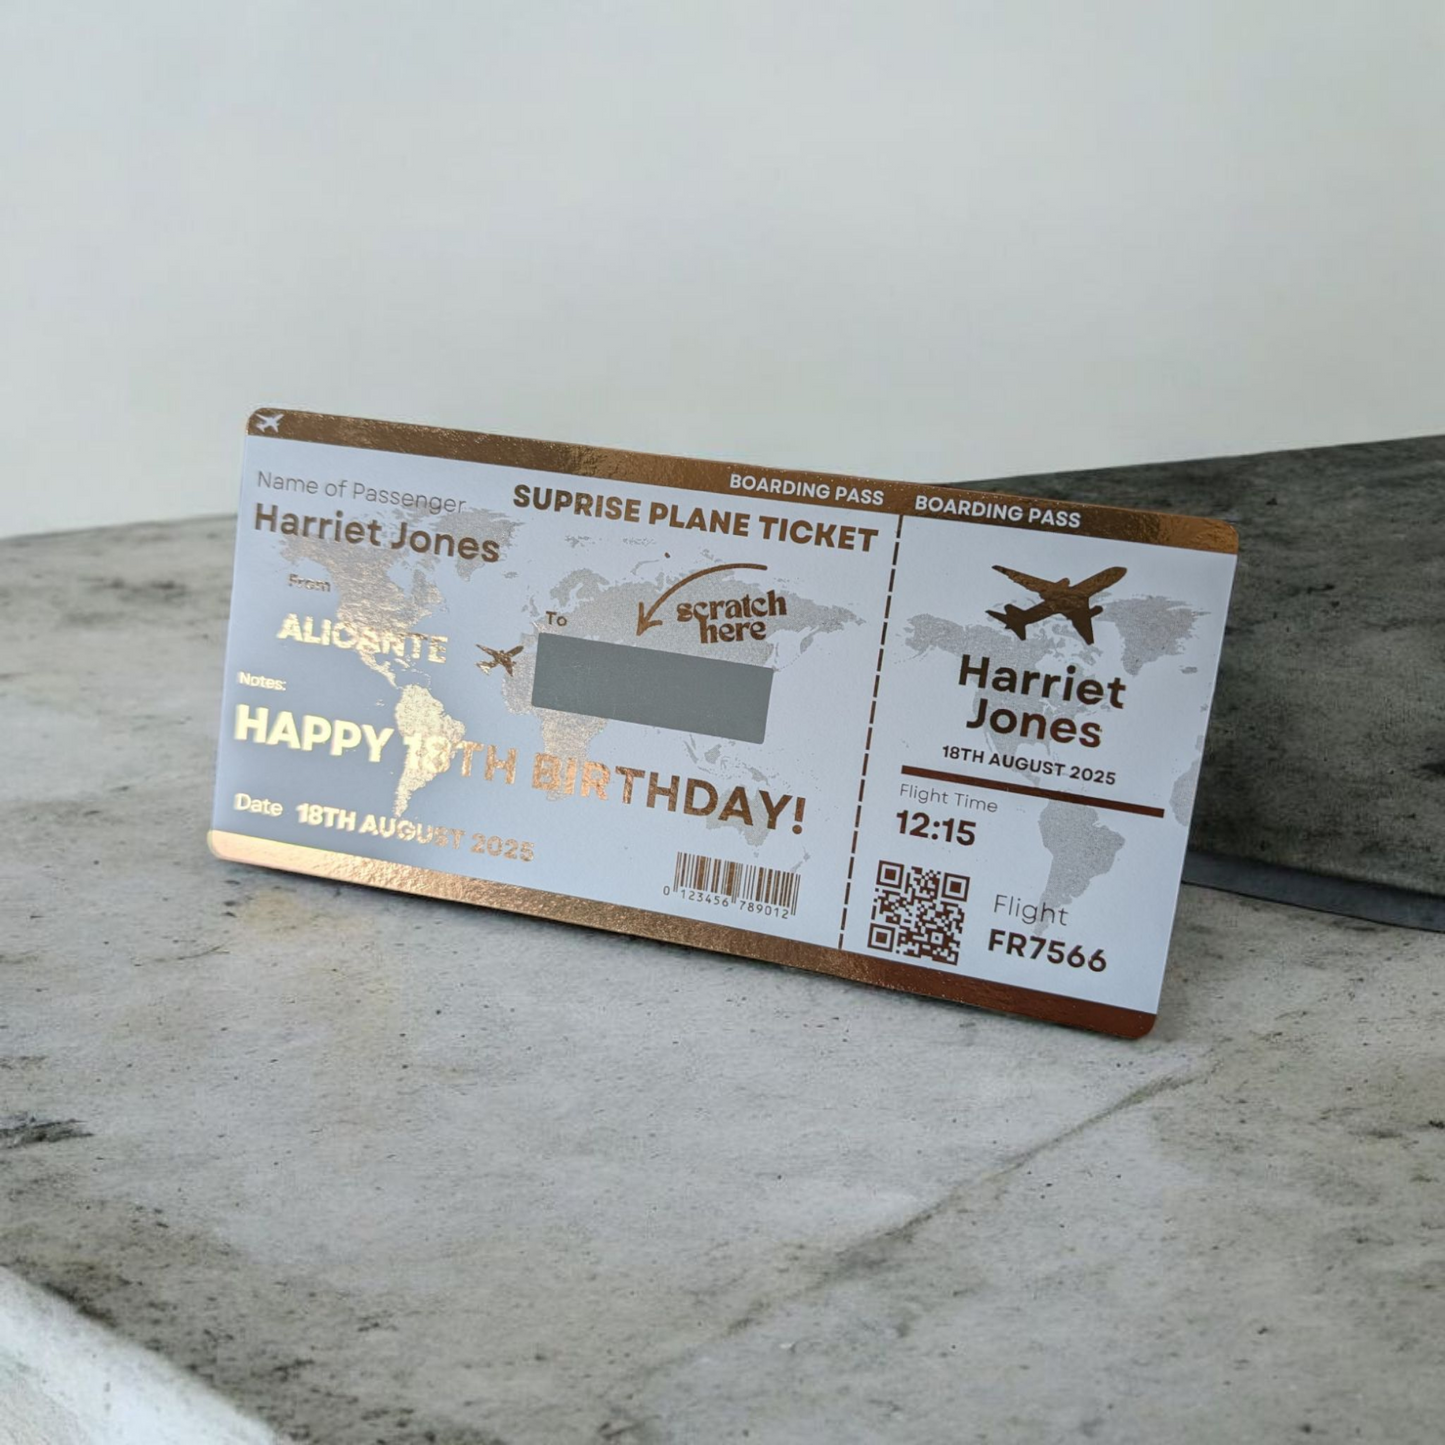 BOARDING PASS
BOARDING PASS
Name of Passenger
Harriet Jones
SUPRISE PLANE TICKET
From
ALICANTE
To
scratch
here
Notes:
HAPPY 18TH BIRTHDAY!
Date 18TH AUGUST 2025
0 123456 789012
Harriet
Jones
18TH AUGUST 2025
Flight Time
12:15
Flight
FR7566